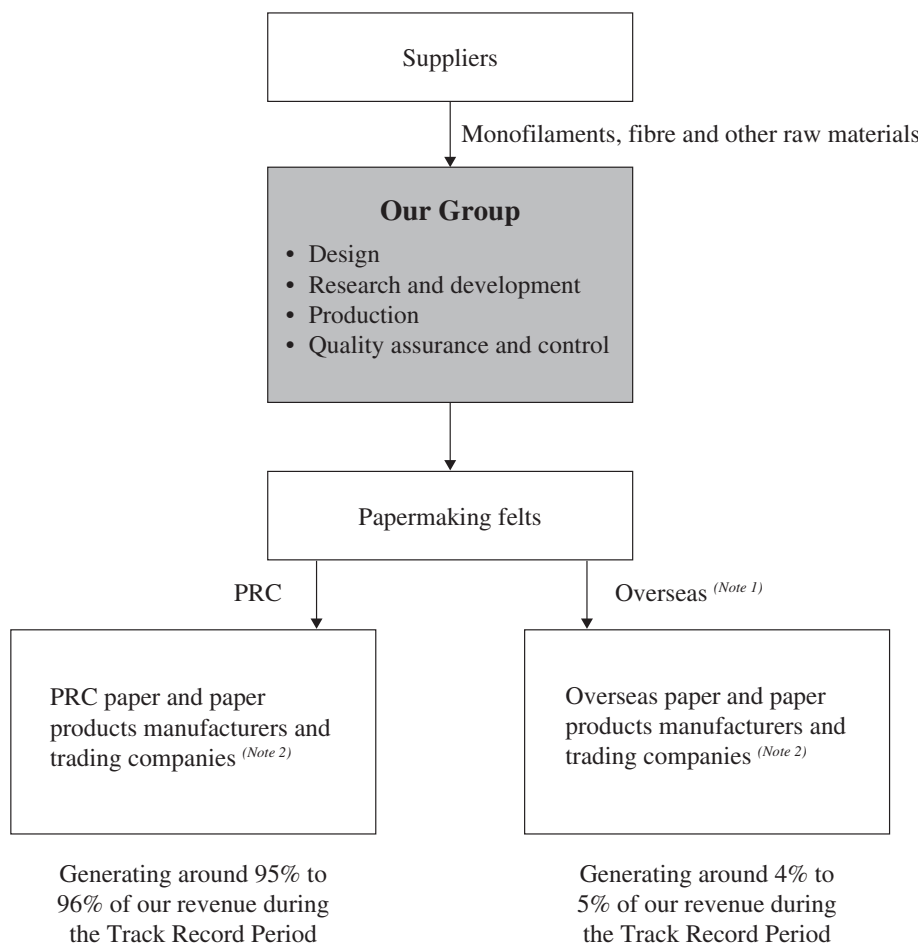 Suppliers
Monofilaments, fibre and other raw materials
Our Group
• Design
• Research and development
• Production
• Quality assurance and control
Papermaking felts
PRC
Overseas (Note 1)
PRC paper and paper
products manufacturers and
trading companies (Note 2)
Overseas paper and paper
products manufacturers and
trading companies (Note 2)
Generating around 95% to
96% of our revenue during
the Track Record Period
Generating around 4% to
5% of our revenue during
the Track Record Period